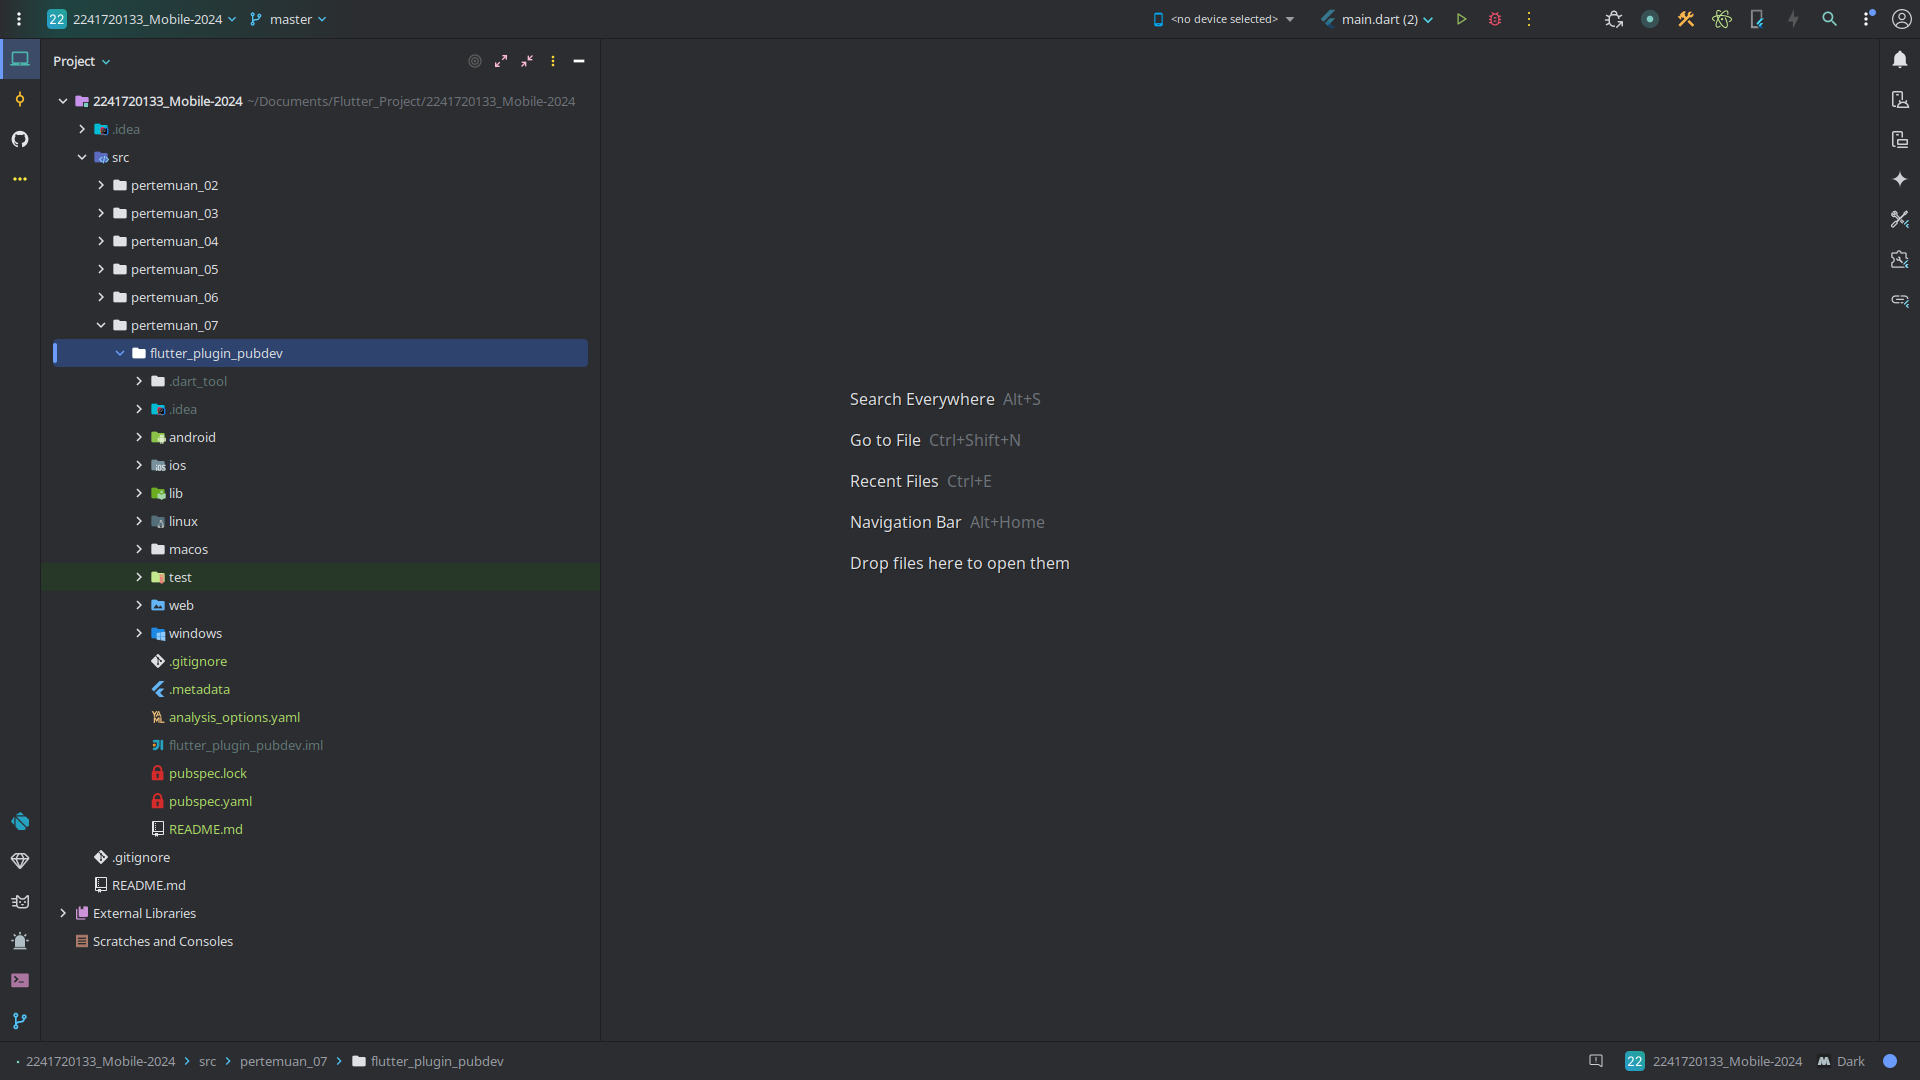 22 2241720133_Mobile-2024 master <no device selected> main.dart (2)
Project
2241720133_Mobile-2024 ~/Documents/Flutter_Project/2241720133_Mobile-2024
.idea
src
pertemuan_02
pertemuan_03
pertemuan_04
pertemuan_05
pertemuan_06
pertemuan_07
flutter_plugin_pubdev
.dart_tool
.idea
android
ios
lib
linux
macos
test
web
windows
.gitignore
.metadata
analysis_options.yaml
flutter_plugin_pubdev.iml
pubspec.lock
pubspec.yaml
README.md
.gitignore
README.md
External Libraries
Scratches and Consoles
Search Everywhere Alt+S
Go to File Ctrl+Shift+N
Recent Files Ctrl+E
Navigation Bar Alt+Home
Drop files here to open them
2241720133_Mobile-2024 src pertemuan_07 flutter_plugin_pubdev
22 2241720133_Mobile-2024 Dark